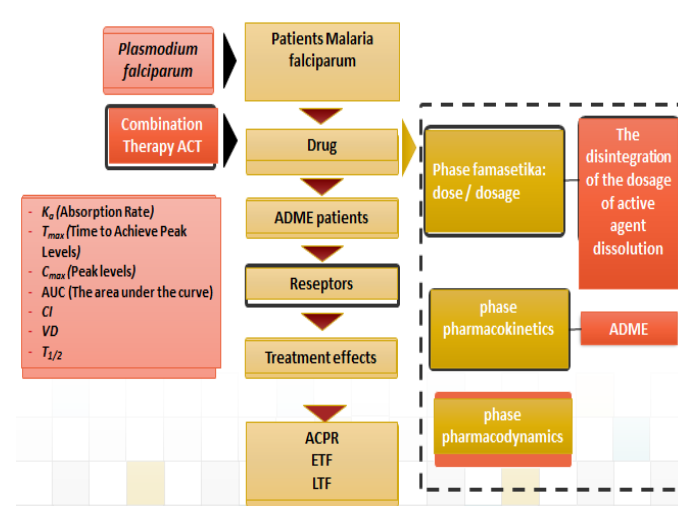 Plasmodium
falciparum
Patients Malaria
falciparum
Combination
Therapy ACT
Drug
ADME patients
Reseptors
Treatment effects
ACPR
ETF
LTF
- Ka (Absorption Rate)
- Tmax (Time to Achieve Peak
Levels)
- Cmax (Peak levels)
- AUC (The area under the curve)
- CI
- VD
- T1/2
Phase famasetika:
dose / dosage
The
disintegration
of the dosage
of active
agent
dissolution
phase
pharmacokinetics
ADME
phase
pharmacodynamics